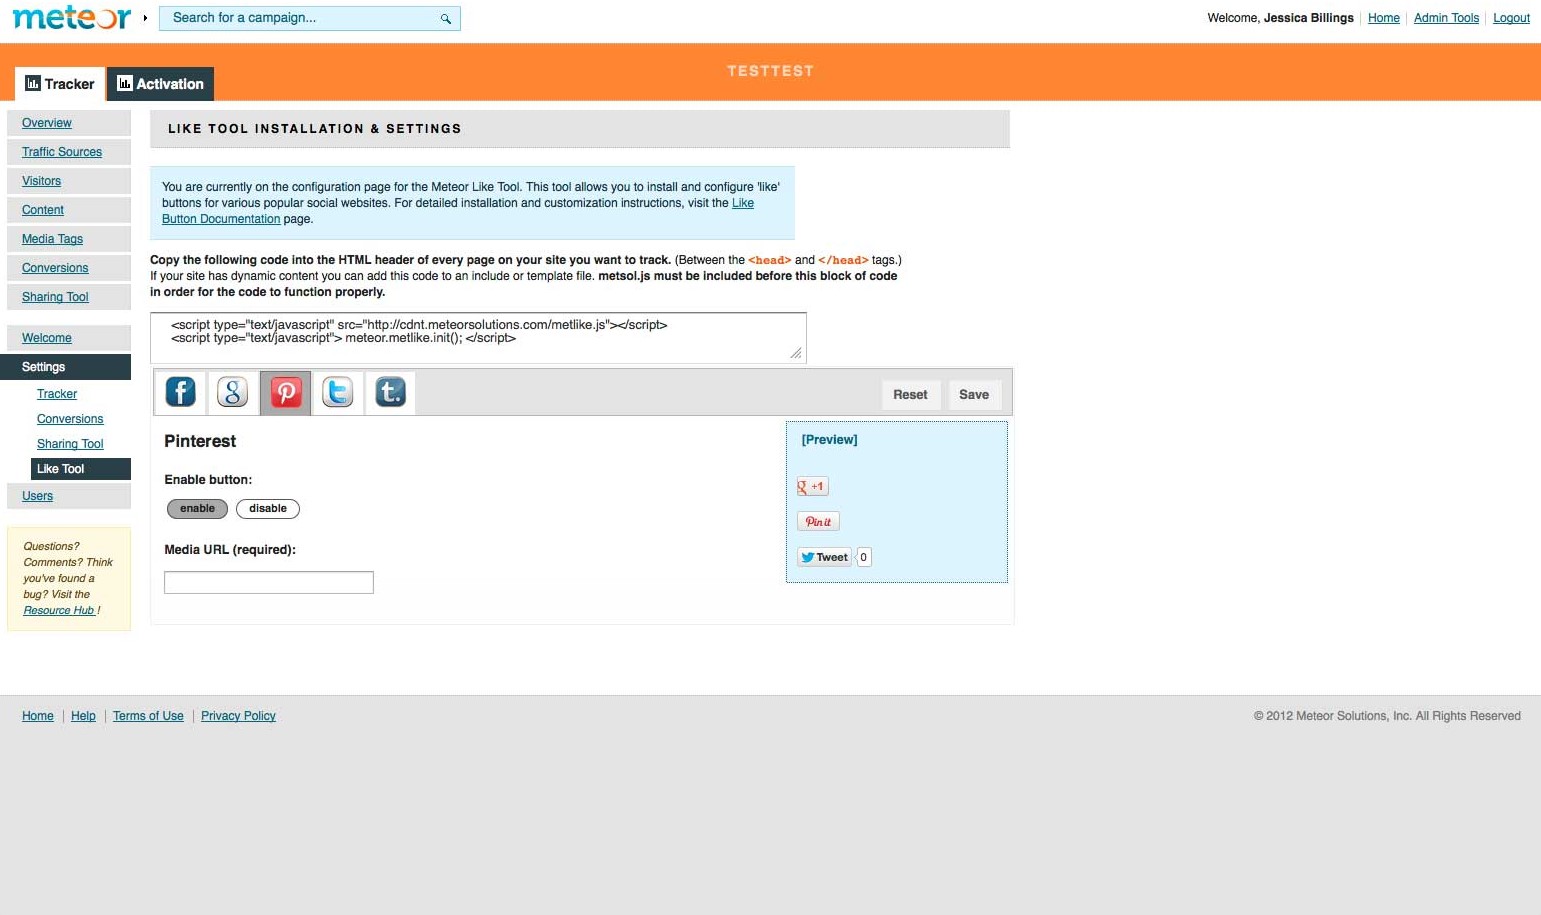 meteor
Search for a campaign...
Welcome, Jessica Billings Home Admin Tools Logout
TESTTEST
Tracker Activation
Overview
Traffic Sources
Visitors
Content
Media Tags
Conversions
Sharing Tool
Welcome
Settings
Tracker
Conversions
Sharing Tool
Like Tool
Users
Questions?
Comments? Think
you've found a
bug? Visit the
Resource Hub !
LIKE TOOL INSTALLATION & SETTINGS
You are currently on the configuration page for the Meteor Like Tool. This tool allows you to install and configure 'like'
buttons for various popular social websites. For detailed installation and customization instructions, visit the Like
Button Documentation page.
Copy the following code into the HTML header of every page on your site you want to track. (Between the <head> and </head> tags.)
If your site has dynamic content you can add this code to an include or template file. metsol.js must be included before this block of code
in order for the code to function properly.
<script type="text/javascript" src="http://cdnt.meteorsolutions.com/metlike.js"></script>
<script type="text/javascript"> meteor.metlike.init(); </script>
f g p t t.
Reset Save
Pinterest
Enable button:
enable disable
Media URL (required):
[Preview]
g +1
Pin it
Tweet 0
Home Help Terms of Use Privacy Policy
© 2012 Meteor Solutions, Inc. All Rights Reserved